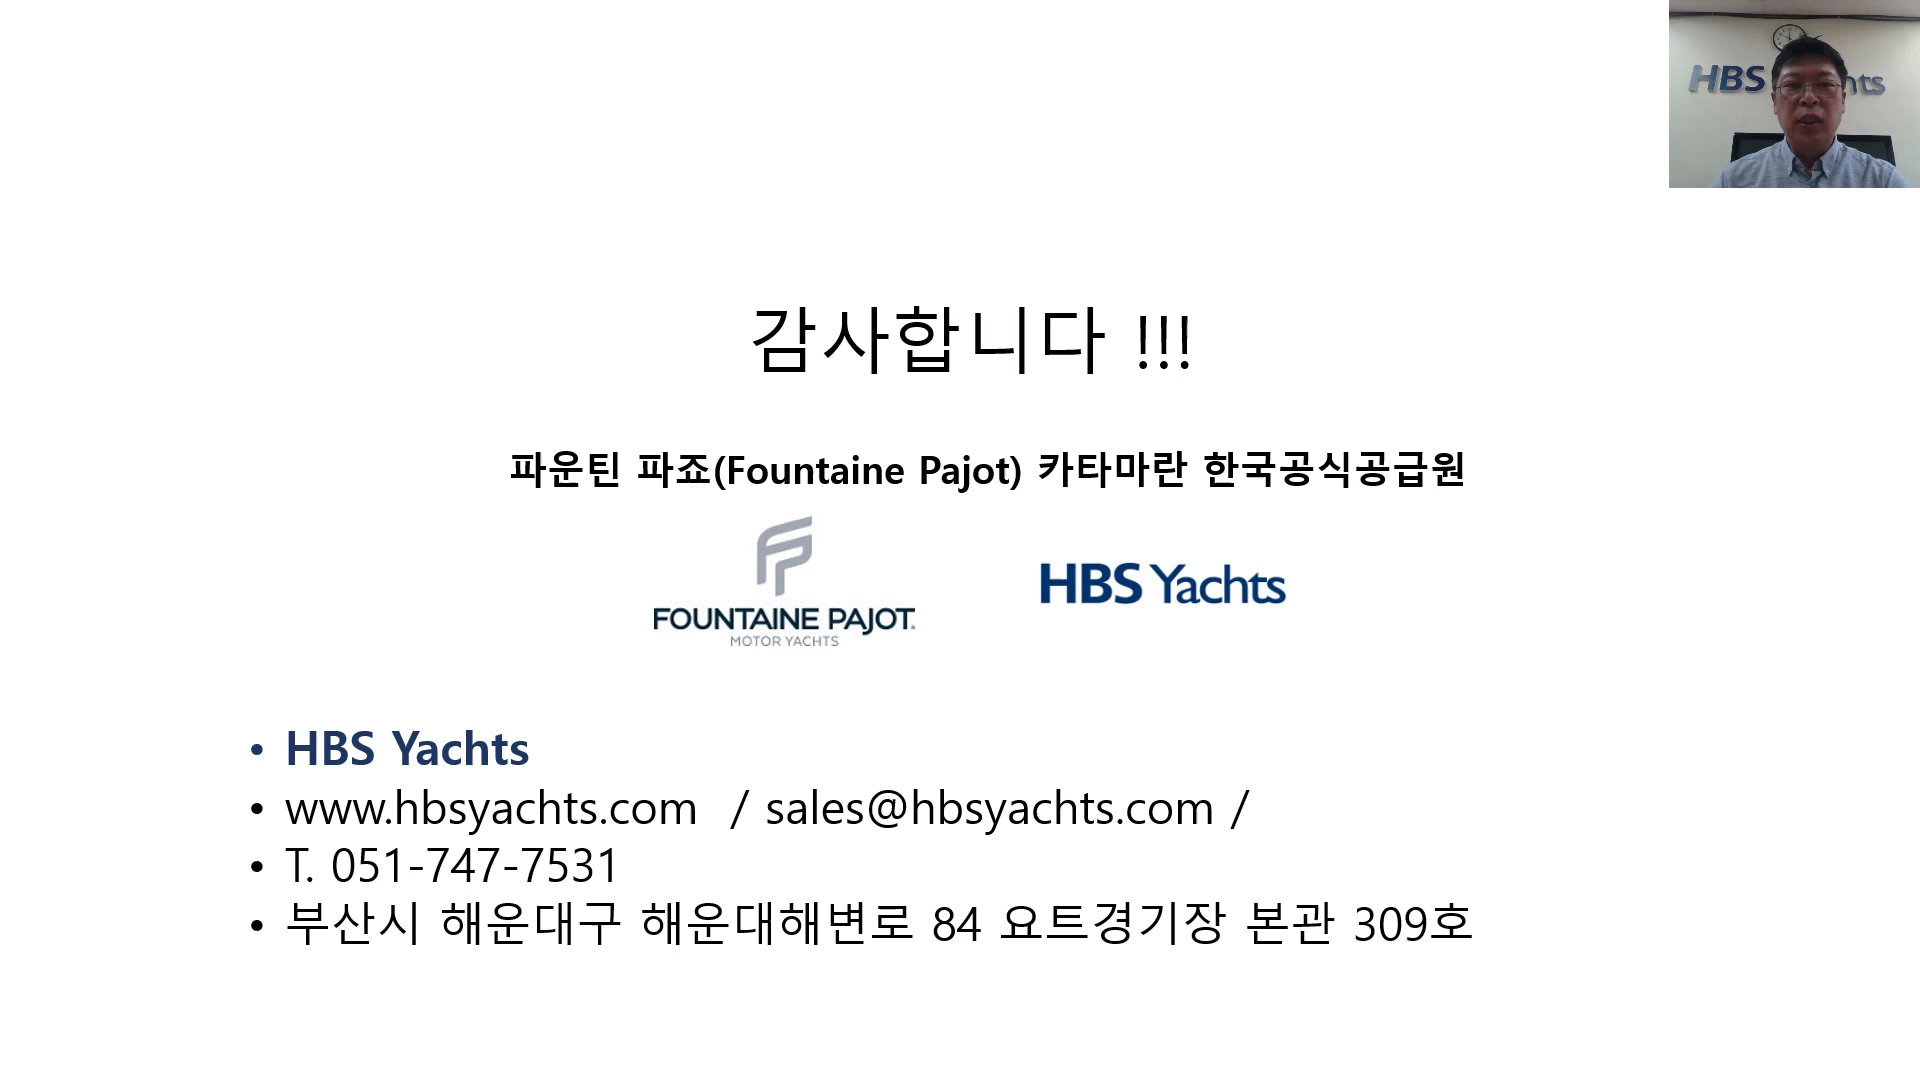 HBS Yachts
감사합니다 !!!
파운틴 파죠(Fountaine Pajot) 카타마란 한국공식공급원
FOUNTAINE PAJOT.
MOTOR YACHTS
HBS Yachts
• HBS Yachts
• www.hbsyachts.com / sales@hbsyachts.com /
• T. 051-747-7531
• 부산시 해운대구 해운대해변로 84 요트경기장 본관 309호